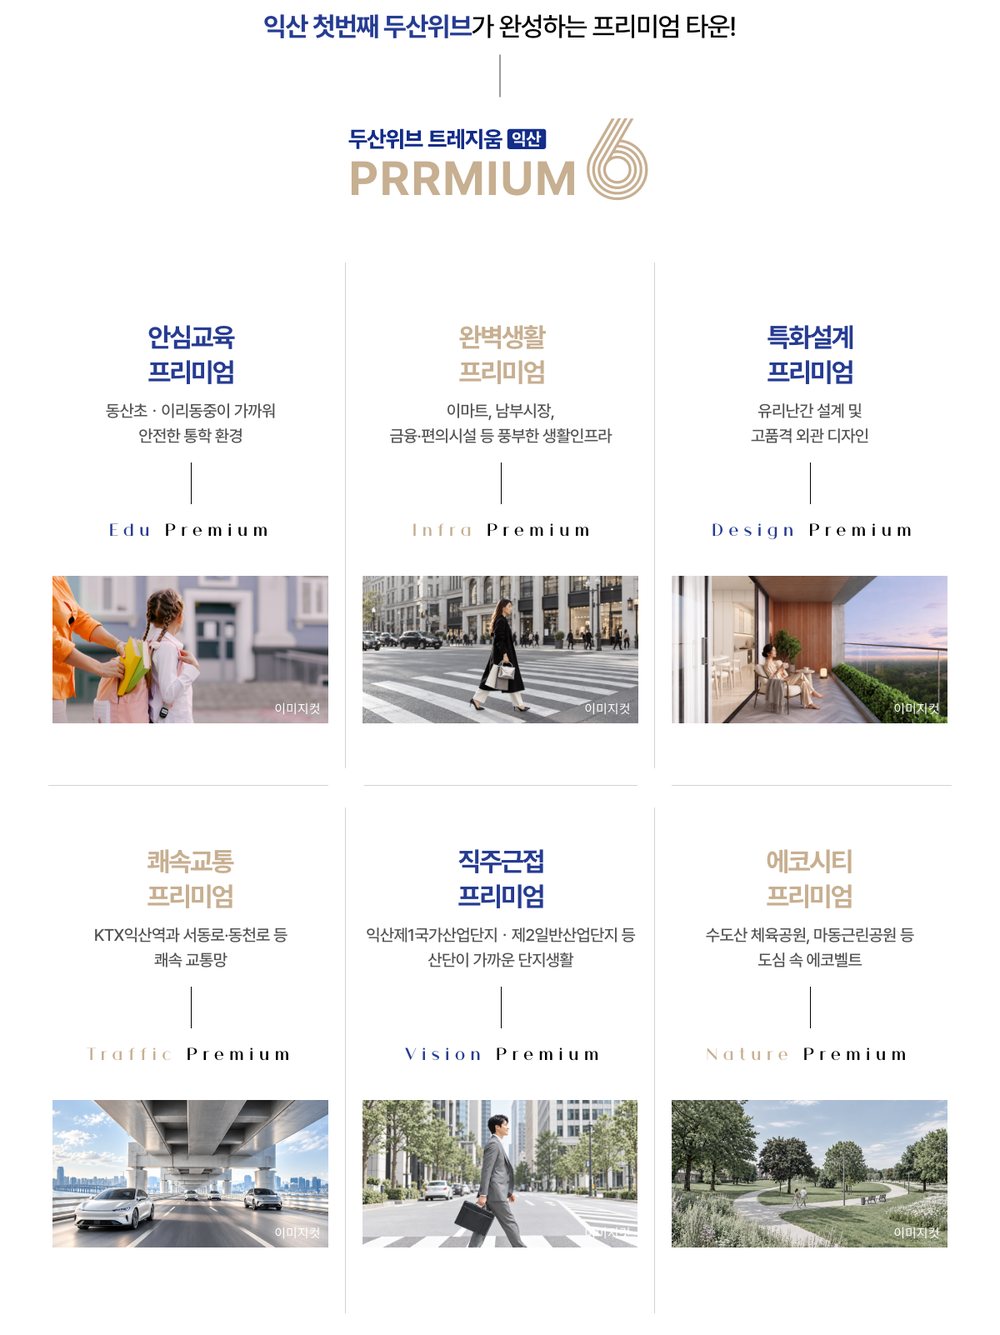 익산 첫번째 두산위브가 완성하는 프리미엄 타운!
두산위브 트레지움 익산
PRRMIUM 6
안심교육
프리미엄
동산초 · 이리동중이 가까워
안전한 통학 환경
Edu Premium
이미지컷
완벽생활
프리미엄
이마트, 남부시장,
금융·편의시설 등 풍부한 생활인프라
Infra Premium
이미지컷
특화설계
프리미엄
유리난간 설계 및
고품격 외관 디자인
Design Premium
이미지컷
쾌속교통
프리미엄
KTX익산역과 서동로·동천로 등
쾌속 교통망
Traffic Premium
이미지컷
직주근접
프리미엄
익산제1국가산업단지 · 제2일반산업단지 등
산단이 가까운 단지생활
Vision Premium
이미지컷
에코시티
프리미엄
수도산 체육공원, 마동근린공원 등
도심 속 에코벨트
Nature Premium
이미지컷